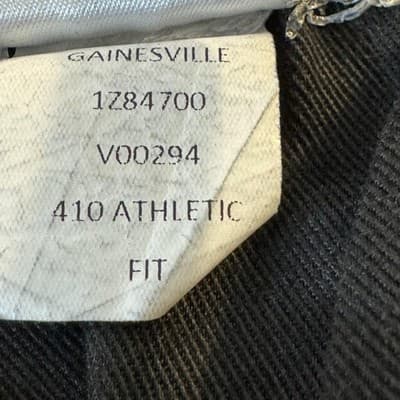 GAINESVILLE
1Z84700
V00294
410 ATHLETIC
FIT